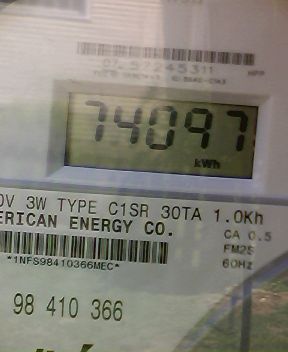 74097
kWh
0V 3W TYPE C1SR 30TA 1.0Kh
ERICAN ENERGY CO.
CA 0.5
FM2S
60Hz
*1NFS98410366MEC*
98 410 366